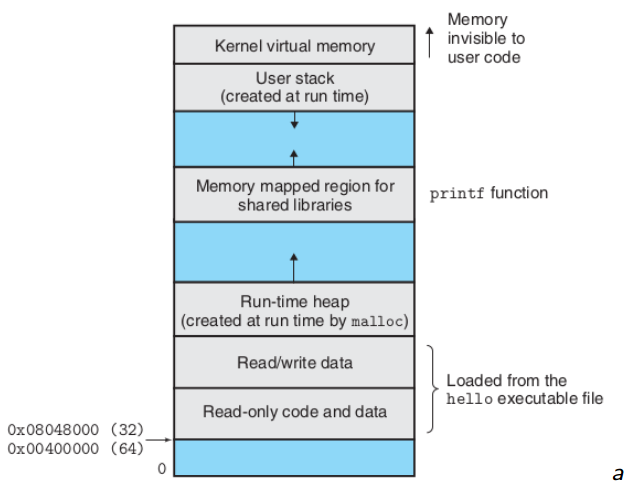 Memory
invisible to
user code
Kernel virtual memory
User stack
(created at run time)
Memory mapped region for
shared libraries
printf function
Run-time heap
(created at run time by malloc)
Read/write data
Loaded from the
hello executable file
Read-only code and data
0x08048000 (32)
0x00400000 (64)
0
a